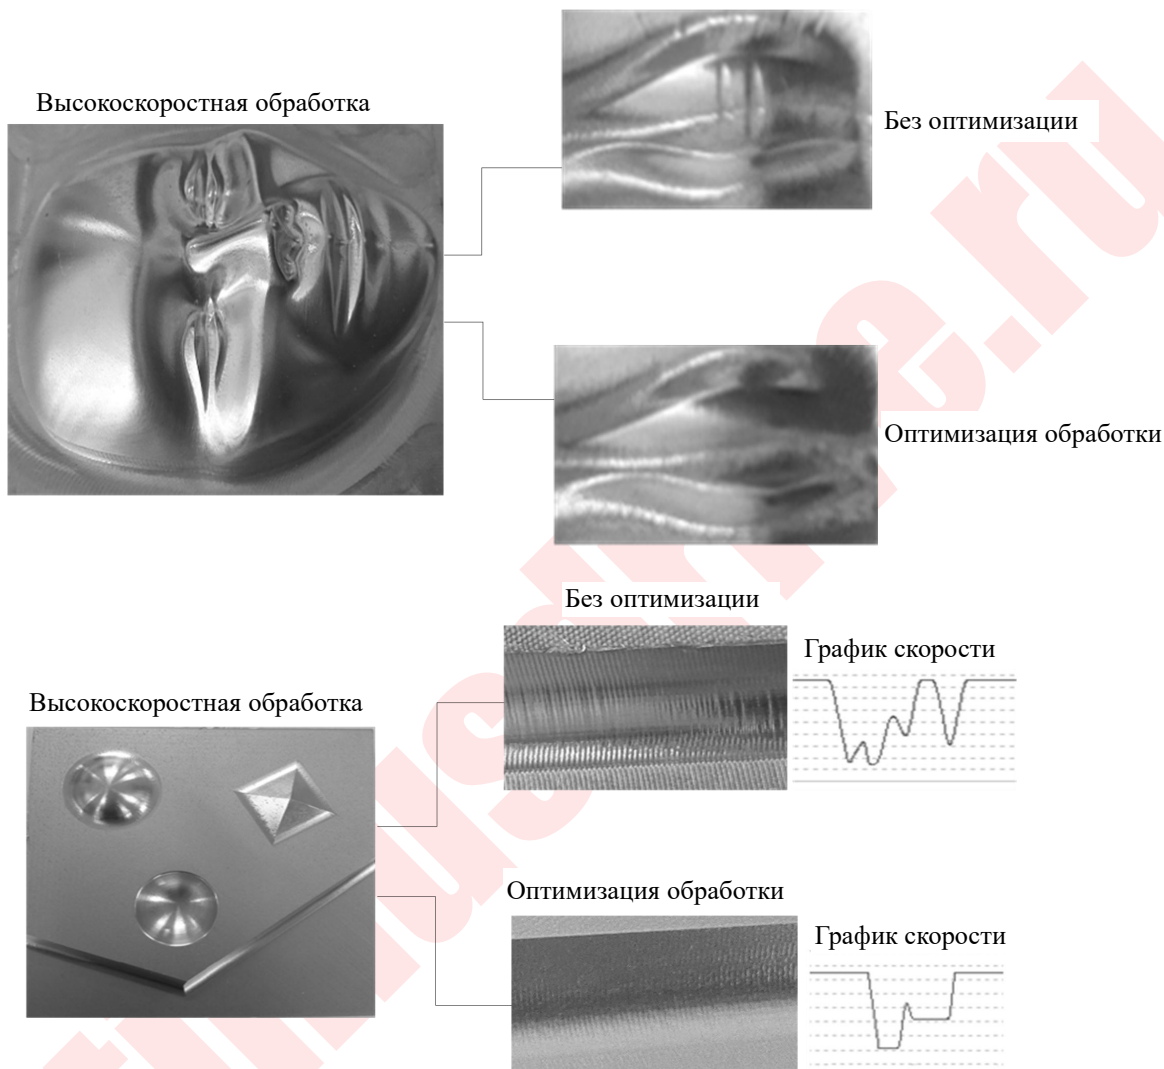 Высокоскоростная обработка
Без оптимизации
Оптимизация обработки
Без оптимизации
График скорости
Высокоскоростная обработка
Оптимизация обработки
График скорости